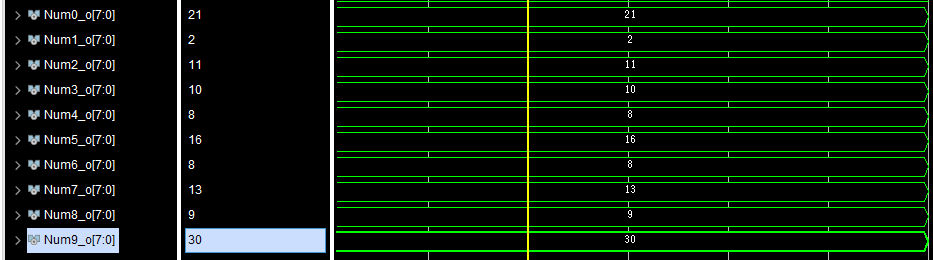 Num0_o[7:0] 21 21
Num1_o[7:0] 2 2
Num2_o[7:0] 11 11
Num3_o[7:0] 10 10
Num4_o[7:0] 8 8
Num5_o[7:0] 16 16
Num6_o[7:0] 8 8
Num7_o[7:0] 13 13
Num8_o[7:0] 9 9
Num9_o[7:0] 30 30